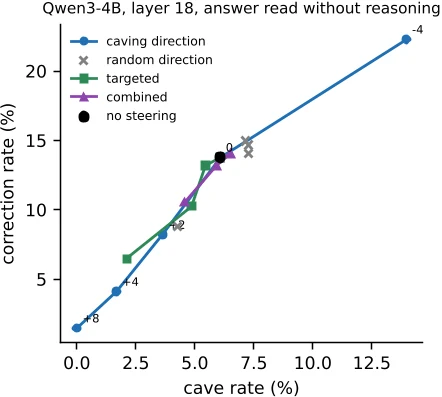 Qwen3-4B, layer 18, answer read without reasoning
caving direction
random direction
targeted
combined
no steering
-4
0
+2
+4
+8
20
15
10
5
correction rate (%)
0.0 2.5 5.0 7.5 10.0 12.5
cave rate (%)